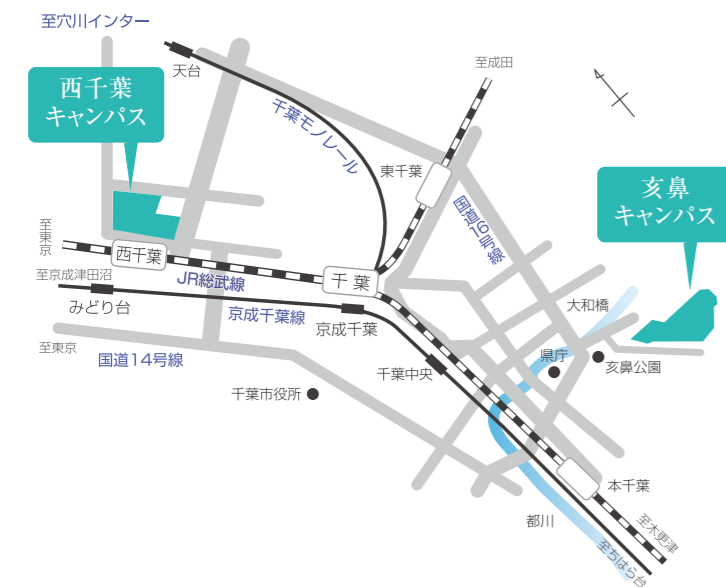 至穴川インター
至成田
天台
西千葉
キャンパス
千葉モノレール
東千葉
亥鼻
キャンパス
国道16号線
至東京
西千葉
JR総武線
千葉
至京成津田沼
みどり台
京成千葉線
京成千葉
大和橋
至東京
国道14号線
千葉中央
県庁
亥鼻公園
千葉市役所
本千葉
都川
至木更津
至ちはら台